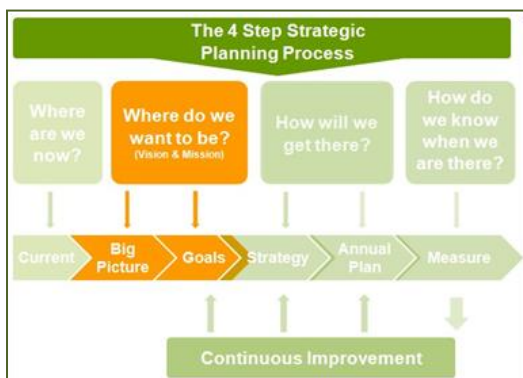 The 4 Step Strategic
Planning Process
Where
are we
now?
Where do we
want to be?
(Vision & Mission)
How will we
get there?
How do
we know
when we
are there?
Current
Big
Picture
Goals
Strategy
Annual
Plan
Measure
Continuous Improvement